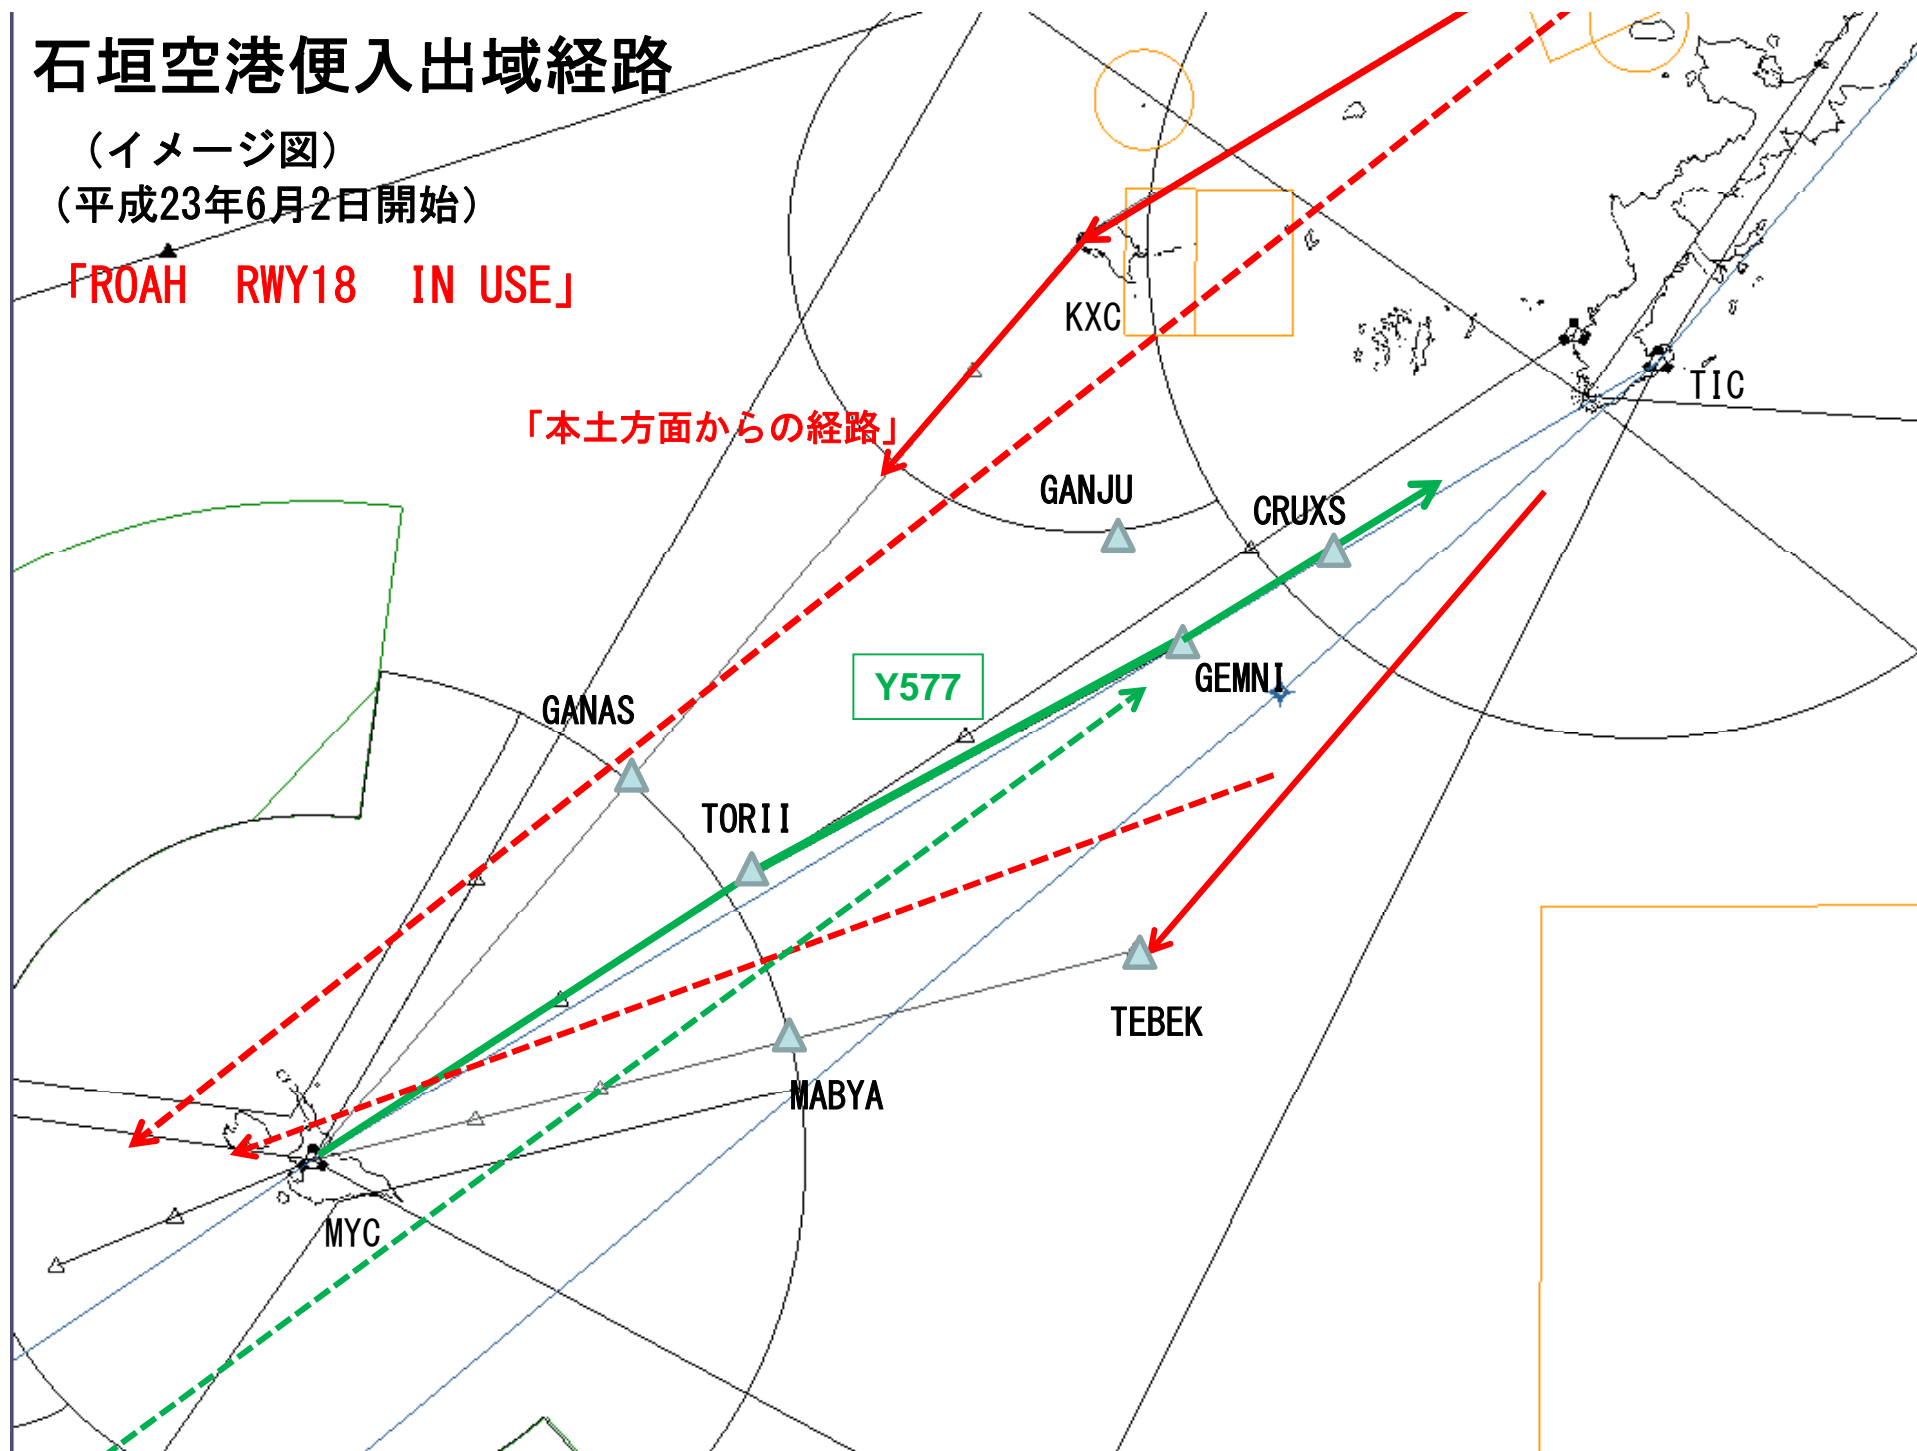 石垣空港便入出域経路
（イメージ図）
（平成23年6月2日開始）
「ROAH　RWY18　IN USE」
KXC
TIC
「本土方面からの経路」
GANJU
CRUXS
Y577
GEMNI
GANAS
TORII
TEBEK
MABYA
MYC